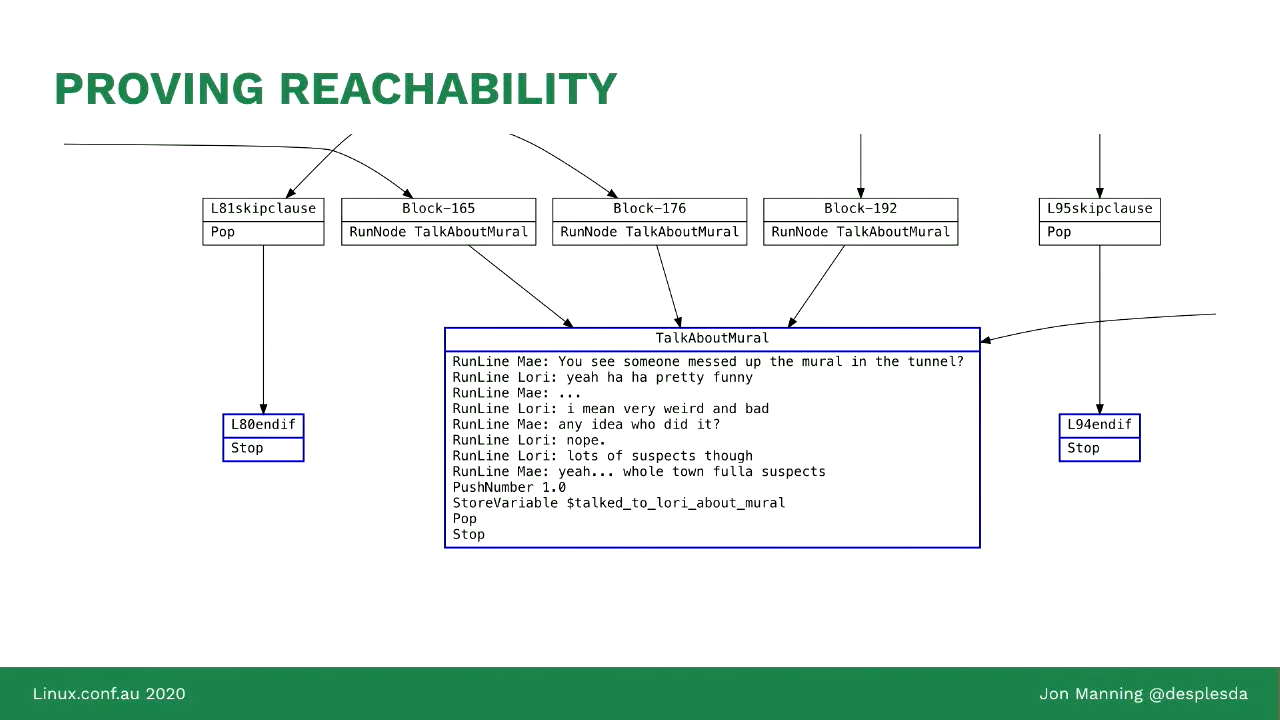 PROVING REACHABILITY
L81skipclause
Pop
Block-165
RunNode TalkAboutMural
Block-176
RunNode TalkAboutMural
Block-192
RunNode TalkAboutMural
L95skipclause
Pop
TalkAboutMural
RunLine Mae: You see someone messed up the mural in the tunnel?
RunLine Lori: yeah ha ha pretty funny
RunLine Mae: ...
RunLine Lori: i mean very weird and bad
RunLine Mae: any idea who did it?
RunLine Lori: nope.
RunLine Lori: lots of suspects though
RunLine Mae: yeah... whole town fulla suspects
PushNumber 1.0
StoreVariable $talked_to_lori_about_mural
Pop
Stop
L80endif
Stop
L94endif
Stop
Linux.conf.au 2020
Jon Manning @desplesda